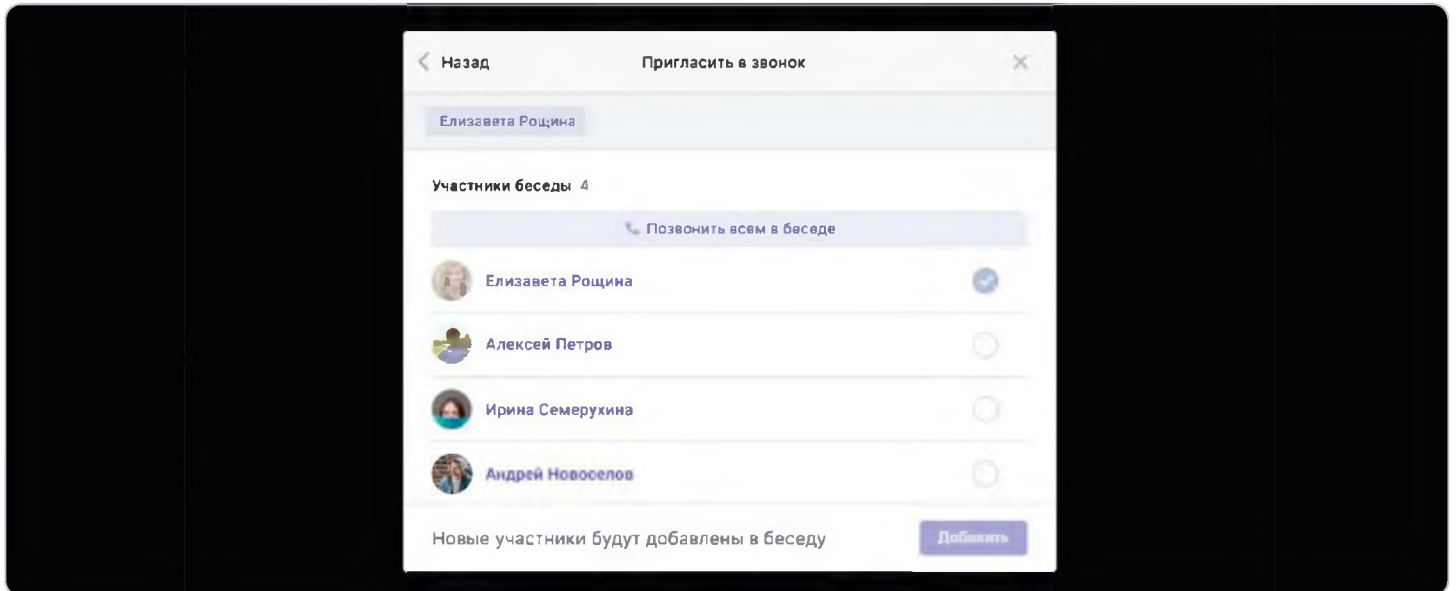 Назад
Пригласить в звонок
Елизавета Рощина
Участники беседы 4
Позвонить всем в беседе
Елизавета Рощина
Алексей Петров
Ирина Семерухина
Андрей Новоселов
Новые участники будут добавлены в беседу
Добавить